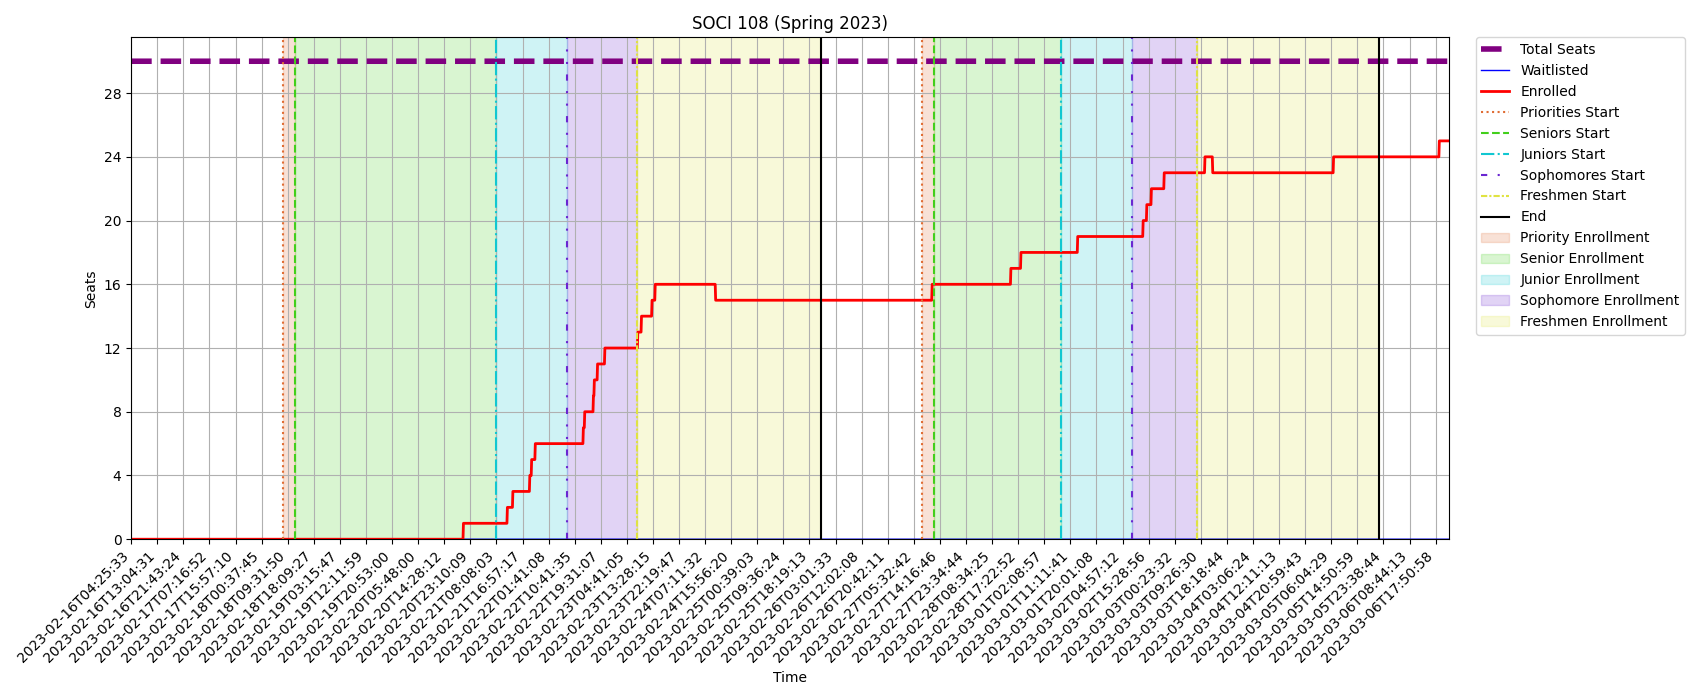 SOCI 108 (Spring 2023)
Seats
28
24
20
16
12
8
4
0
2023-02-16T04:25:33
2023-02-16T13:04:31
2023-02-16T21:43:24
2023-02-17T07:16:52
2023-02-17T15:57:10
2023-02-18T00:37:45
2023-02-18T09:31:50
2023-02-18T18:09:27
2023-02-19T03:15:47
2023-02-19T12:11:59
2023-02-19T20:53:00
2023-02-20T05:48:00
2023-02-20T14:28:12
2023-02-20T23:10:09
2023-02-21T08:08:03
2023-02-21T16:57:17
2023-02-22T01:41:08
2023-02-22T10:41:35
2023-02-22T19:31:07
2023-02-23T04:41:05
2023-02-23T13:28:15
2023-02-23T22:19:47
2023-02-24T07:11:32
2023-02-24T15:56:20
2023-02-25T00:39:03
2023-02-25T09:36:24
2023-02-25T18:19:13
2023-02-26T03:01:33
2023-02-26T12:02:08
2023-02-26T20:42:11
2023-02-27T05:32:42
2023-02-27T14:16:46
2023-02-27T23:34:44
2023-02-28T08:34:25
2023-02-28T17:22:52
2023-03-01T02:08:57
2023-03-01T11:11:41
2023-03-01T20:01:08
2023-03-02T04:57:12
2023-03-02T15:28:56
2023-03-03T00:23:32
2023-03-03T09:26:30
2023-03-03T18:18:44
2023-03-04T03:06:24
2023-03-04T12:11:13
2023-03-04T20:59:43
2023-03-05T06:04:29
2023-03-05T14:50:59
2023-03-05T23:38:44
2023-03-06T08:44:13
2023-03-06T17:50:58
Time
Total Seats
Waitlisted
Enrolled
Priorities Start
Seniors Start
Juniors Start
Sophomores Start
Freshmen Start
End
Priority Enrollment
Senior Enrollment
Junior Enrollment
Sophomore Enrollment
Freshmen Enrollment